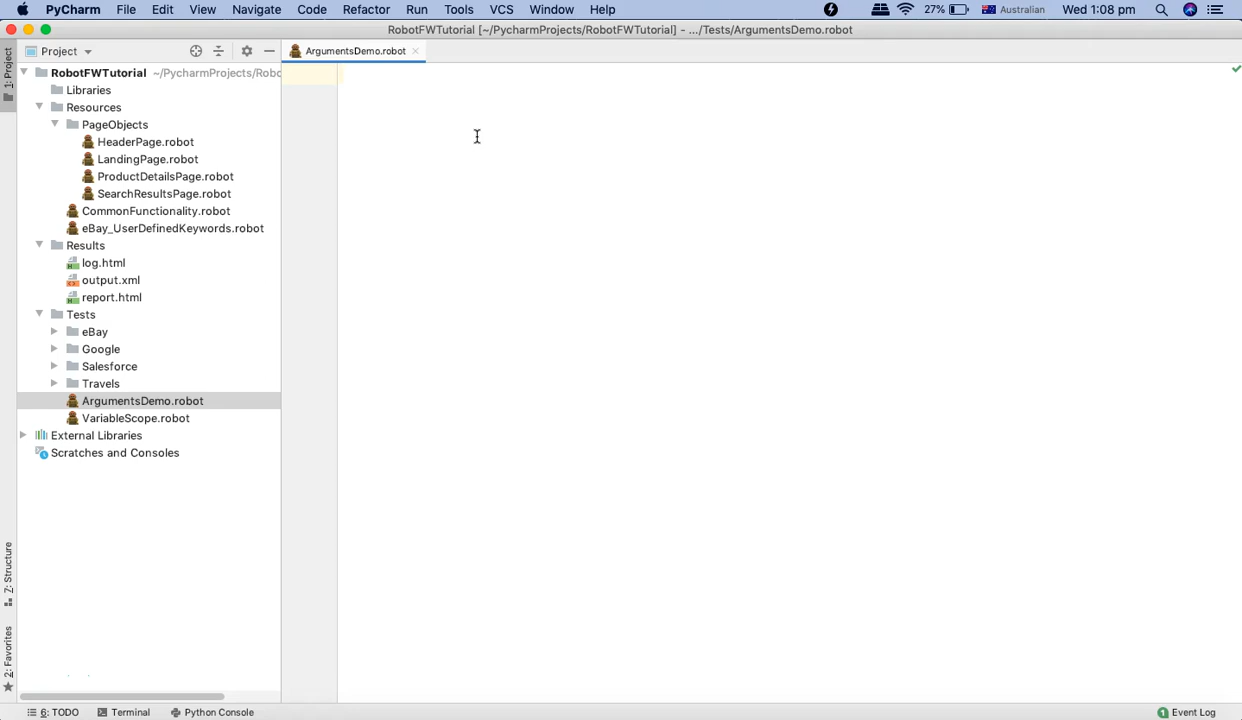 PyCharm File Edit View Navigate Code Refactor Run Tools VCS Window Help 27% Australian Wed 1:08 pm
RobotFWTutorial [~/PycharmProjects/RobotFWTutorial] - .../Tests/ArgumentsDemo.robot
1: Project
Project
ArgumentsDemo.robot
RobotFWTutorial ~/PycharmProjects/Robo
Libraries
Resources
PageObjects
HeaderPage.robot
LandingPage.robot
ProductDetailsPage.robot
SearchResultsPage.robot
CommonFunctionality.robot
eBay_UserDefinedKeywords.robot
Results
log.html
output.xml
report.html
Tests
eBay
Google
Salesforce
Travels
ArgumentsDemo.robot
VariableScope.robot
External Libraries
Scratches and Consoles
7: Structure
2: Favorites
6: TODO Terminal Python Console 1 Event Log